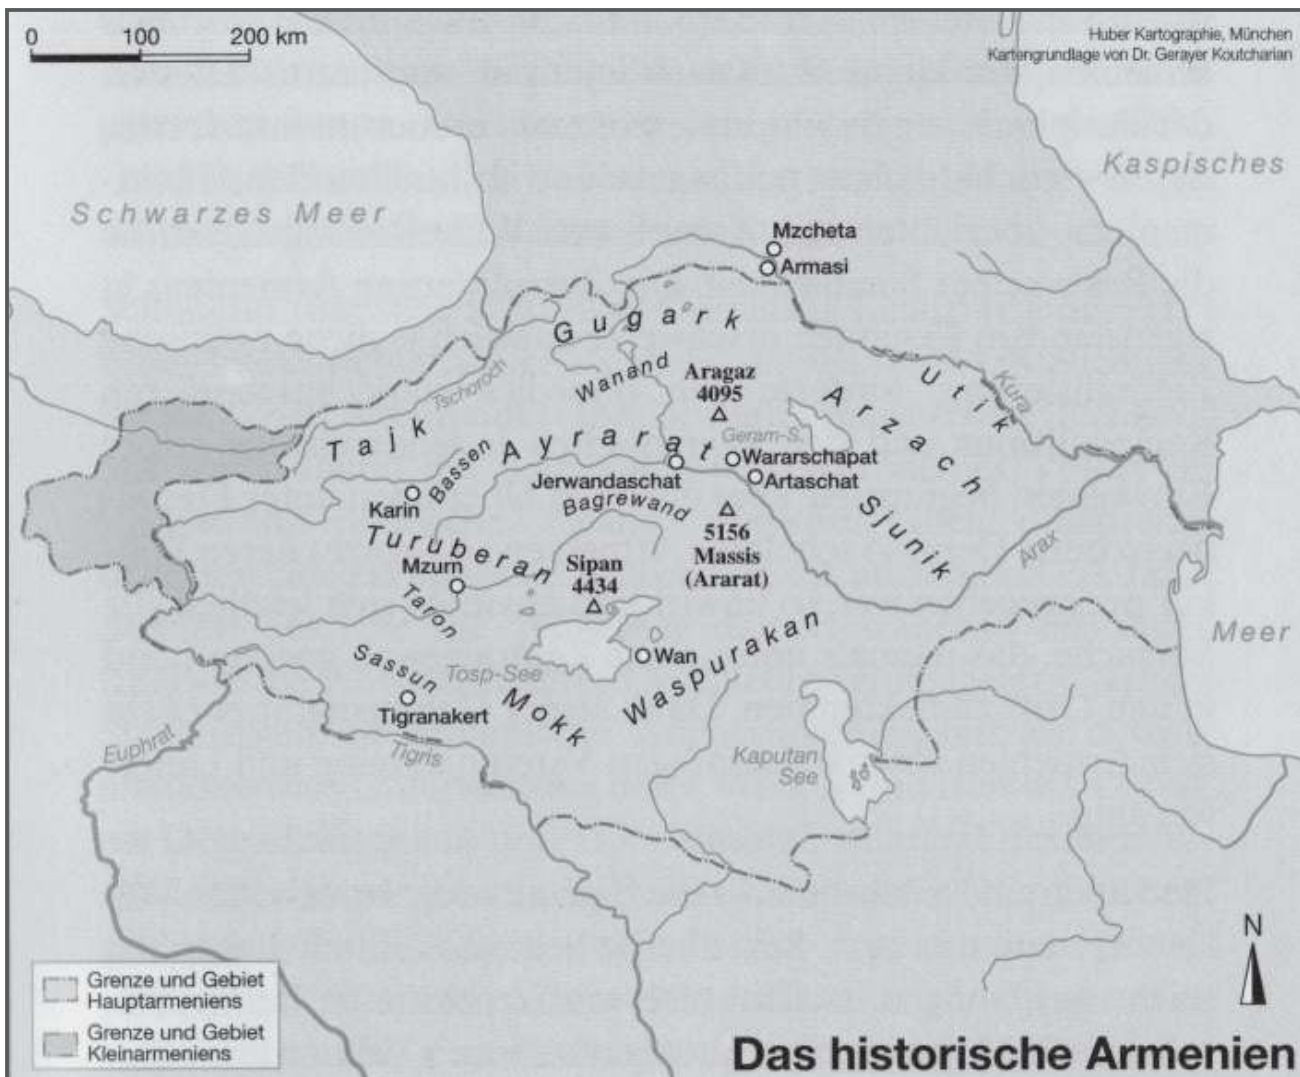 0 100 200 km
Huber Kartographie, München
Kartengrundlage von Dr. Gerayer Koutcharian
Kaspisches
Schwarzes Meer
Mzcheta
Armasi
Gugark
Wanand
Aragaz
4095
Utik
Kura
Tschoroch
Arzach
Tajk
Ayrarat
Geram-S.
Bassen
Wararschapat
Jerwandaschat
Artaschat
Karin
Bagrewand
Sjunik
Turuberan
5156
Massis
(Ararat)
Arax
Mzurn
Sipan
4434
Taron
Meer
Wan
Waspurakan
Sassun
Tosp-See
Mokk
Tigranakert
Euphrat
Tigris
Kaputan
See
N
Grenze und Gebiet
Hauptarmeniens
Grenze und Gebiet
Kleinarmeniens
Das historische Armenien